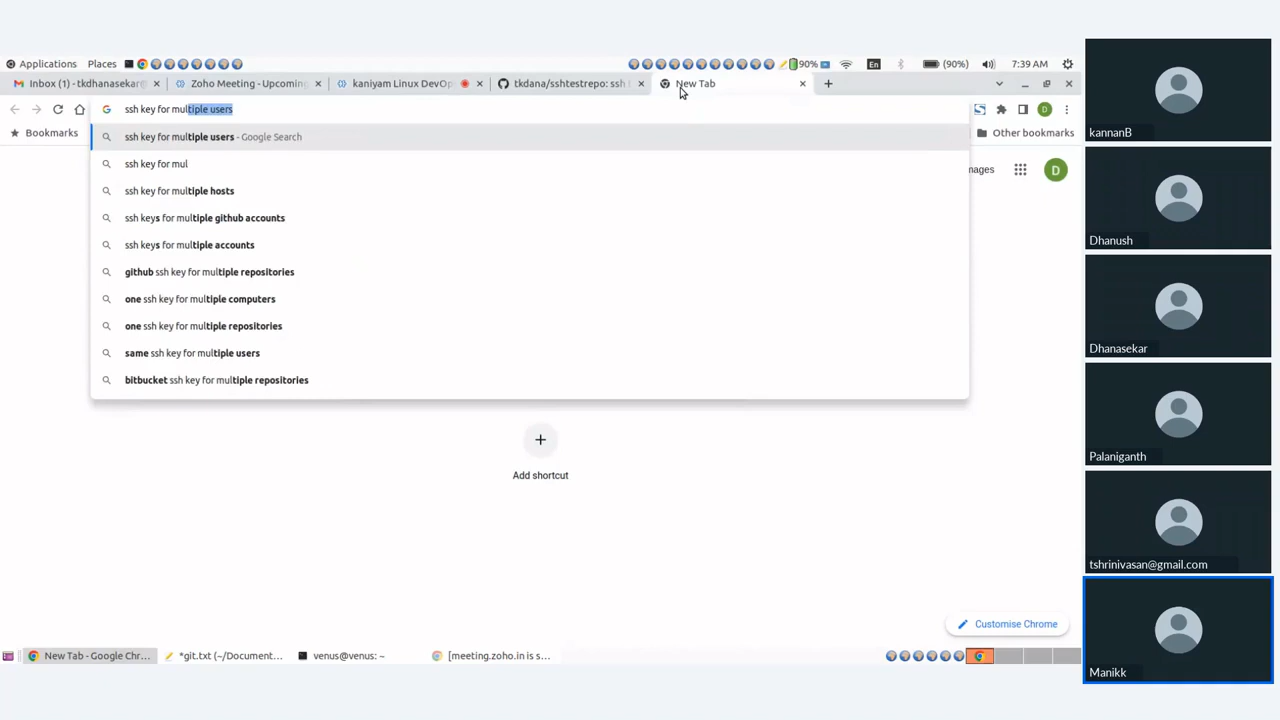 Applications Places 90% En (90%) 7:39 AM
Inbox (1) - tkdhanasekar@ Zoho Meeting - Upcoming kaniyam Linux DevOp tkdana/sshtestrepo: ssh New Tab
ssh key for multiple users D
Bookmarks Other bookmarks
ssh key for multiple users - Google Search
ssh key for mul
mages D
ssh key for multiple hosts
ssh keys for multiple github accounts
ssh keys for multiple accounts
github ssh key for multiple repositories
one ssh key for multiple computers
one ssh key for multiple repositories
same ssh key for multiple users
bitbucket ssh key for multiple repositories
Add shortcut
Customise Chrome
New Tab - Google Chr... *git.txt (~/Document... venus@venus: ~ [meeting.zoho.in is s...
kannanB
Dhanush
Dhanasekar
Palaniganth
tshrinivasan@gmail.com
Manikk